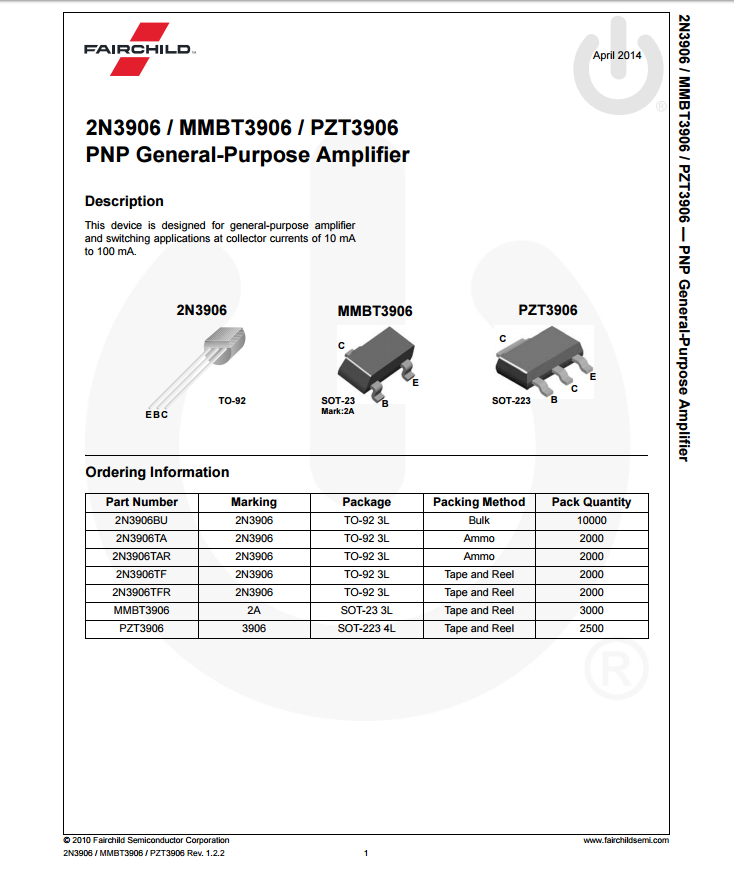 FAIRCHILD™
April 2014
®
2N3906 / MMBT3906 / PZT3906
PNP General-Purpose Amplifier
Description
This device is designed for general-purpose amplifier
and switching applications at collector currents of 10 mA
to 100 mA.
2N3906
E B C
TO-92
MMBT3906
C
E
B
SOT-23
Mark:2A
PZT3906
C
E
C
B
SOT-223
Ordering Information
Part Number Marking Package Packing Method Pack Quantity
2N3906BU 2N3906 TO-92 3L Bulk 10000
2N3906TA 2N3906 TO-92 3L Ammo 2000
2N3906TAR 2N3906 TO-92 3L Ammo 2000
2N3906TF 2N3906 TO-92 3L Tape and Reel 2000
2N3906TFR 2N3906 TO-92 3L Tape and Reel 2000
MMBT3906 2A SOT-23 3L Tape and Reel 3000
PZT3906 3906 SOT-223 4L Tape and Reel 2500
®
© 2010 Fairchild Semiconductor Corporation
www.fairchildsemi.com
2N3906 / MMBT3906 / PZT3906 Rev. 1.2.2
1
2N3906 / MMBT3906 / PZT3906 — PNP General-Purpose Amplifier